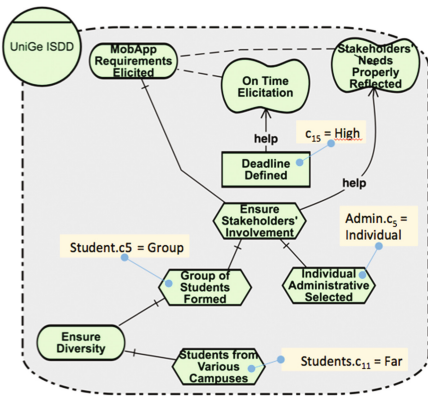 UniGe ISDD
MobApp
Requirements
Elicited
Stakeholders'
Needs
Properly
Reflected
On Time
Elicitation
help
c15 = High
Deadline
Defined
help
Ensure
Stakeholders'
Involvement
Admin.c5 =
Individual
Student.c5 = Group
Group of
Students
Formed
Individual
Administrative
Selected
Ensure
Diversity
Students from
Various
Campuses
Students.c11 = Far